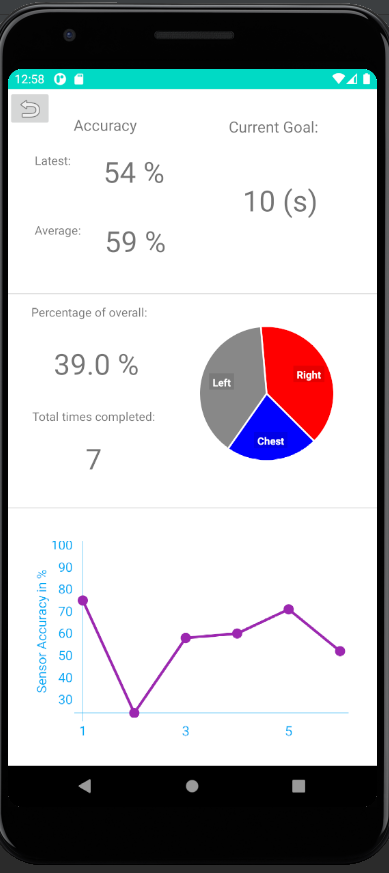 12:58
Accuracy
Current Goal:
Latest:
54 %
10 (s)
Average:
59 %
Percentage of overall:
39.0 %
Total times completed:
7
Left
Right
Chest
Sensor Accuracy in %
100
90
80
70
60
50
40
30
1
3
5